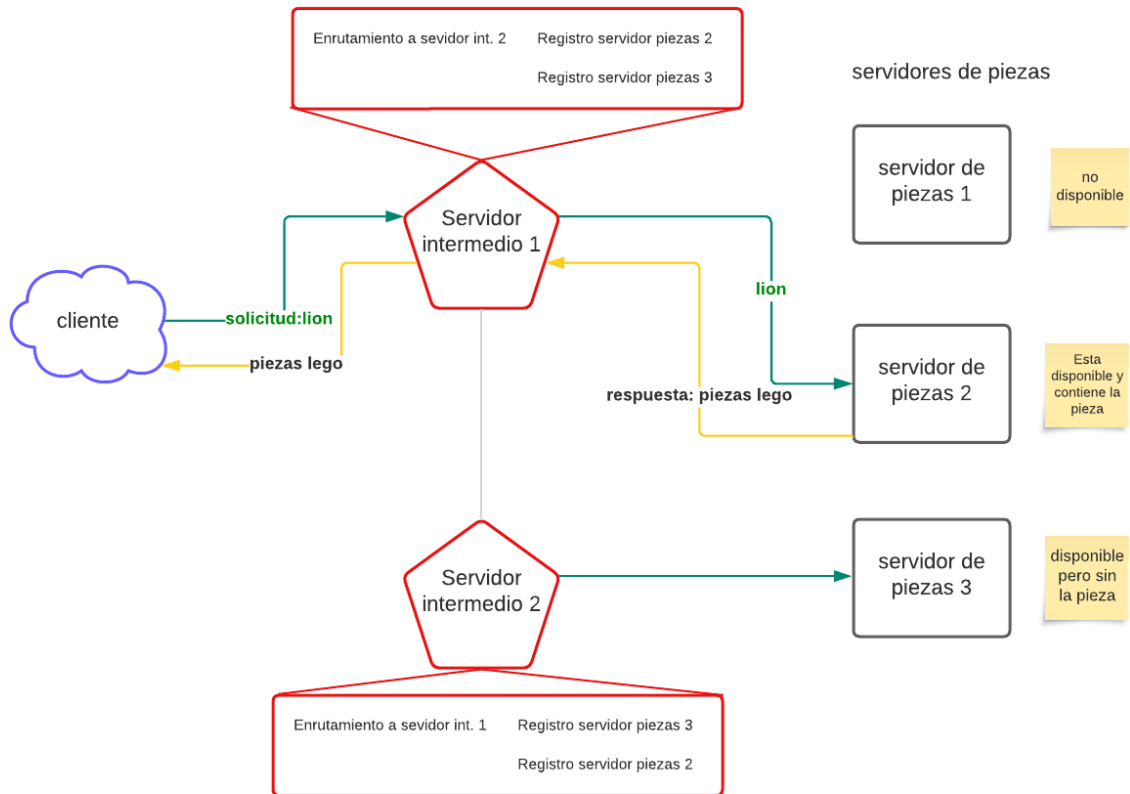 Enrutamiento a sevidor int. 2
Registro servidor piezas 2
Registro servidor piezas 3
servidores de piezas
servidor de
piezas 1
no
disponible
Servidor
intermedio 1
cliente
solicitud:lion
piezas lego
lion
respuesta: piezas lego
servidor de
piezas 2
Esta
disponible y
contiene la
pieza
Servidor
intermedio 2
servidor de
piezas 3
disponible
pero sin
la pieza
Enrutamiento a sevidor int. 1
Registro servidor piezas 3
Registro servidor piezas 2